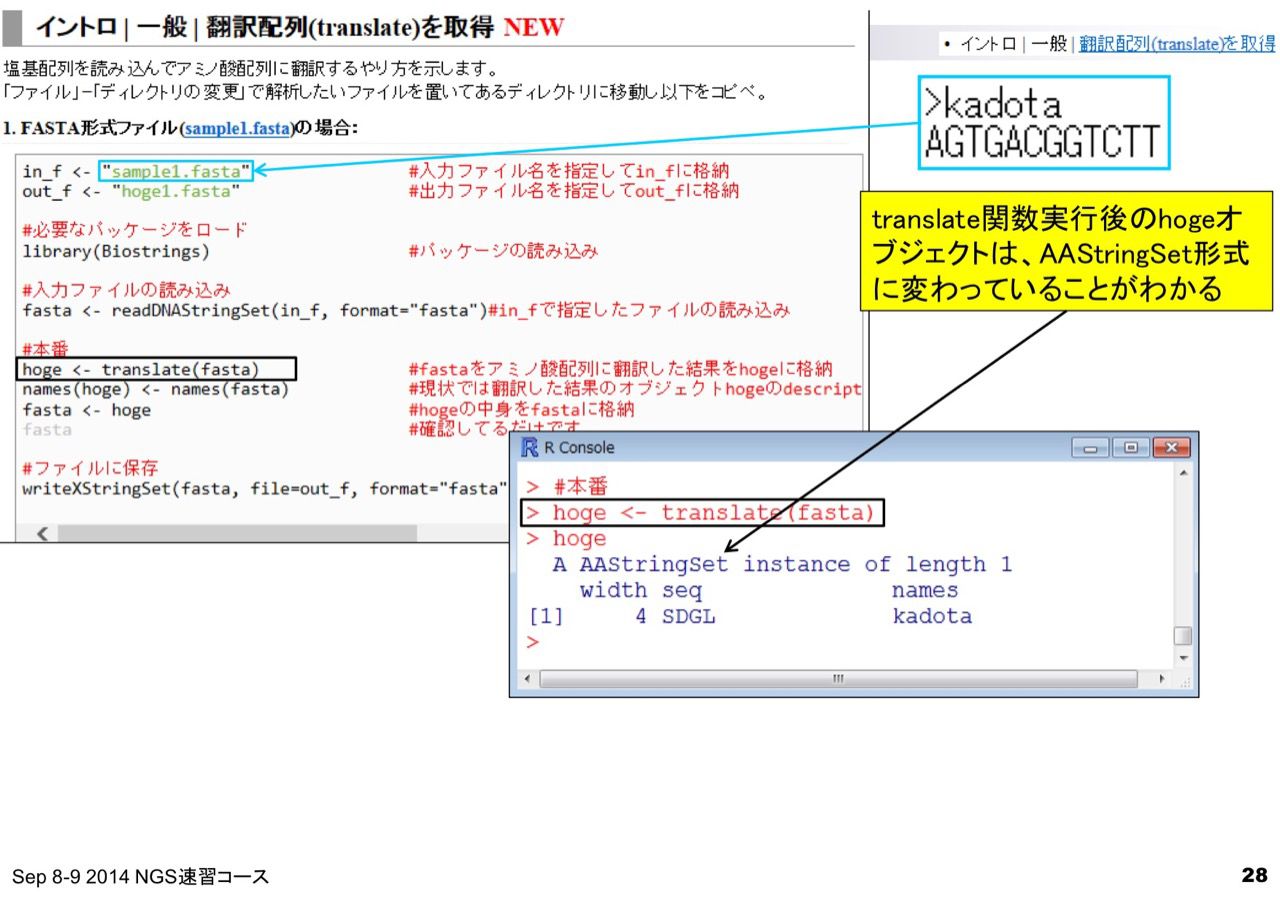 イントロ | 一般 | 翻訳配列(translate)を取得 NEW
塩基配列を読み込んでアミノ酸配列に翻訳するやり方を示します。
「ファイル」−「ディレクトリの変更」で解析したいファイルを置いてあるディレクトリに移動し以下をコピペ。
1. FASTA形式ファイル(sample1.fasta)の場合:
in_f <- "sample1.fasta" #入力ファイル名を指定してin_fに格納
out_f <- "hoge1.fasta" #出力ファイル名を指定してout_fに格納
#必要なパッケージをロード
library(Biostrings) #パッケージの読み込み
#入力ファイルの読み込み
fasta <- readDNAStringSet(in_f, format="fasta")#in_fで指定したファイルの読み込み
#本番
hoge <- translate(fasta) #fastaをアミノ酸配列に翻訳した結果をhogeに格納
names(hoge) <- names(fasta) #現状では翻訳した結果のオブジェクトhogeのdescript
fasta <- hoge #hogeの中身をfastaに格納
fasta #確認してるだけです
#ファイルに保存
writeXStringSet(fasta, file=out_f, format="fasta"
• イントロ | 一般 | 翻訳配列(translate)を取得
>kadota
AGTGACGGTCTT
translate関数実行後のhogeオ
ブジェクトは、AAStringSet形式
に変わっていることがわかる
R Console
> #本番
> hoge <- translate(fasta)
> hoge
A AAStringSet instance of length 1
width seq names
[1] 4 SDGL kadota
>
Sep 8-9 2014 NGS速習コース
28